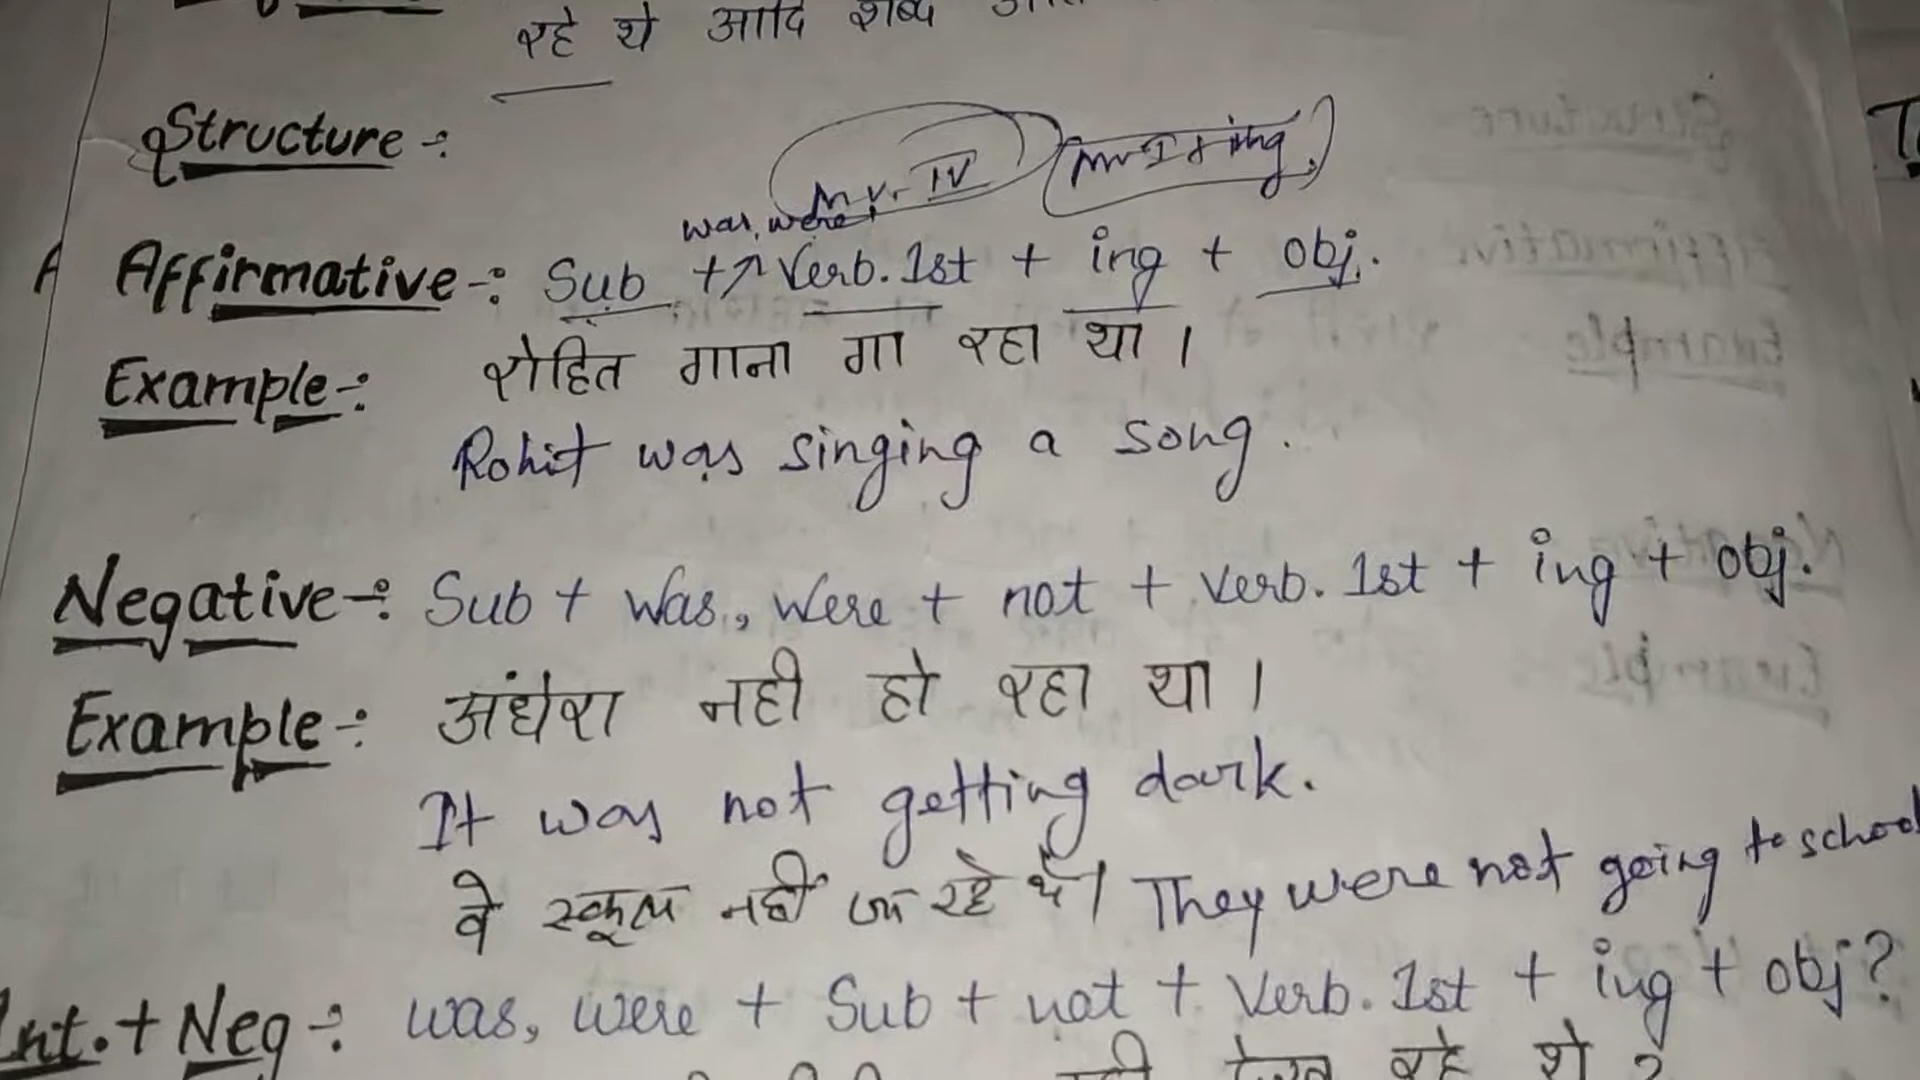 रहे थे आदि शब्द
Structure -:
M.V. IV
MV I + ing
was, were
Affirmative -: Sub + Verb. 1st + ing + obj.
Example -: रोहित गाना गा रहा था ।
Rohit was singing a song.
Negative -: Sub + was, were + not + verb. 1st + ing + obj.
Example -: अंधेरा नही हो रहा था ।
It was not getting dark.
वे स्कूल नहीं जा रहे थे। They were not going to school
Int. + Neg -: was, were + Sub + not + Verb. 1st + ing + obj?
रहे थे ?